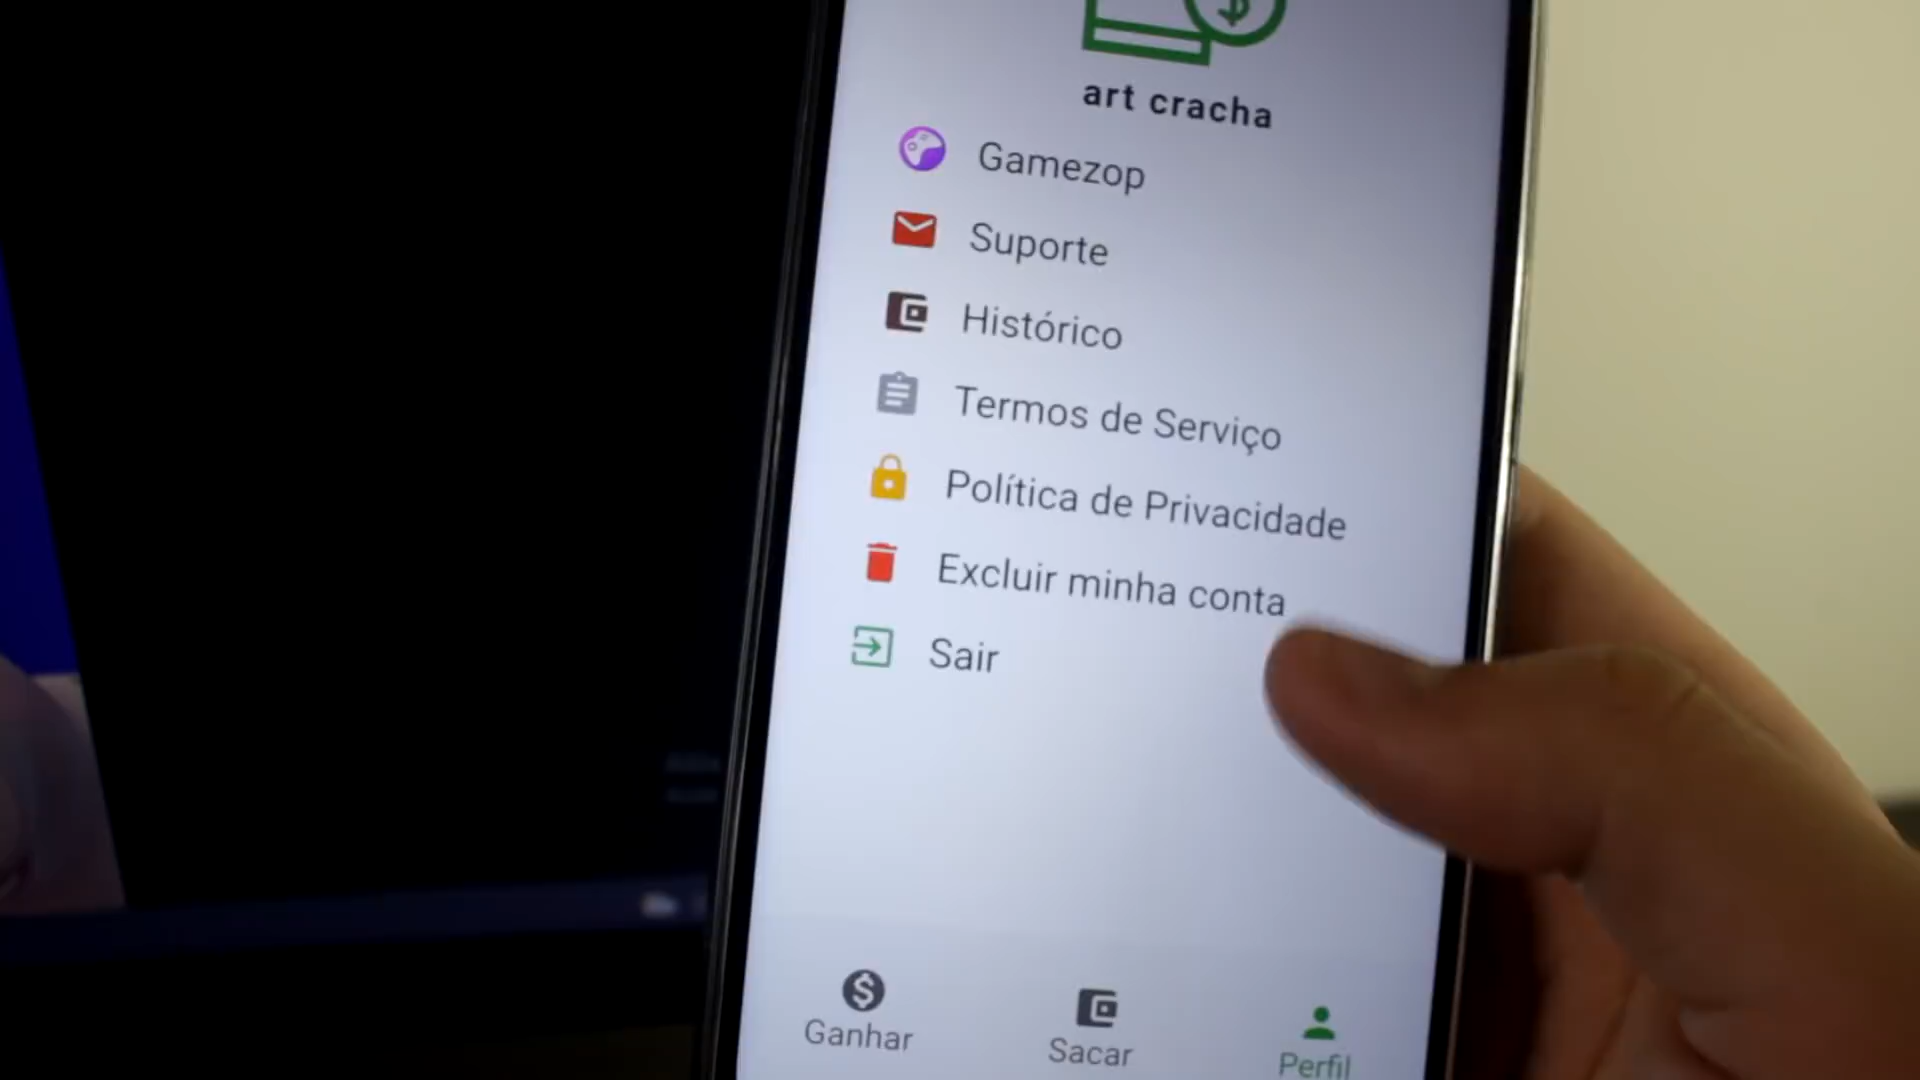 art cracha
Gamezop
Suporte
Histórico
Termos de Serviço
Política de Privacidade
Excluir minha conta
Sair
Ganhar
Sacar
Perfil